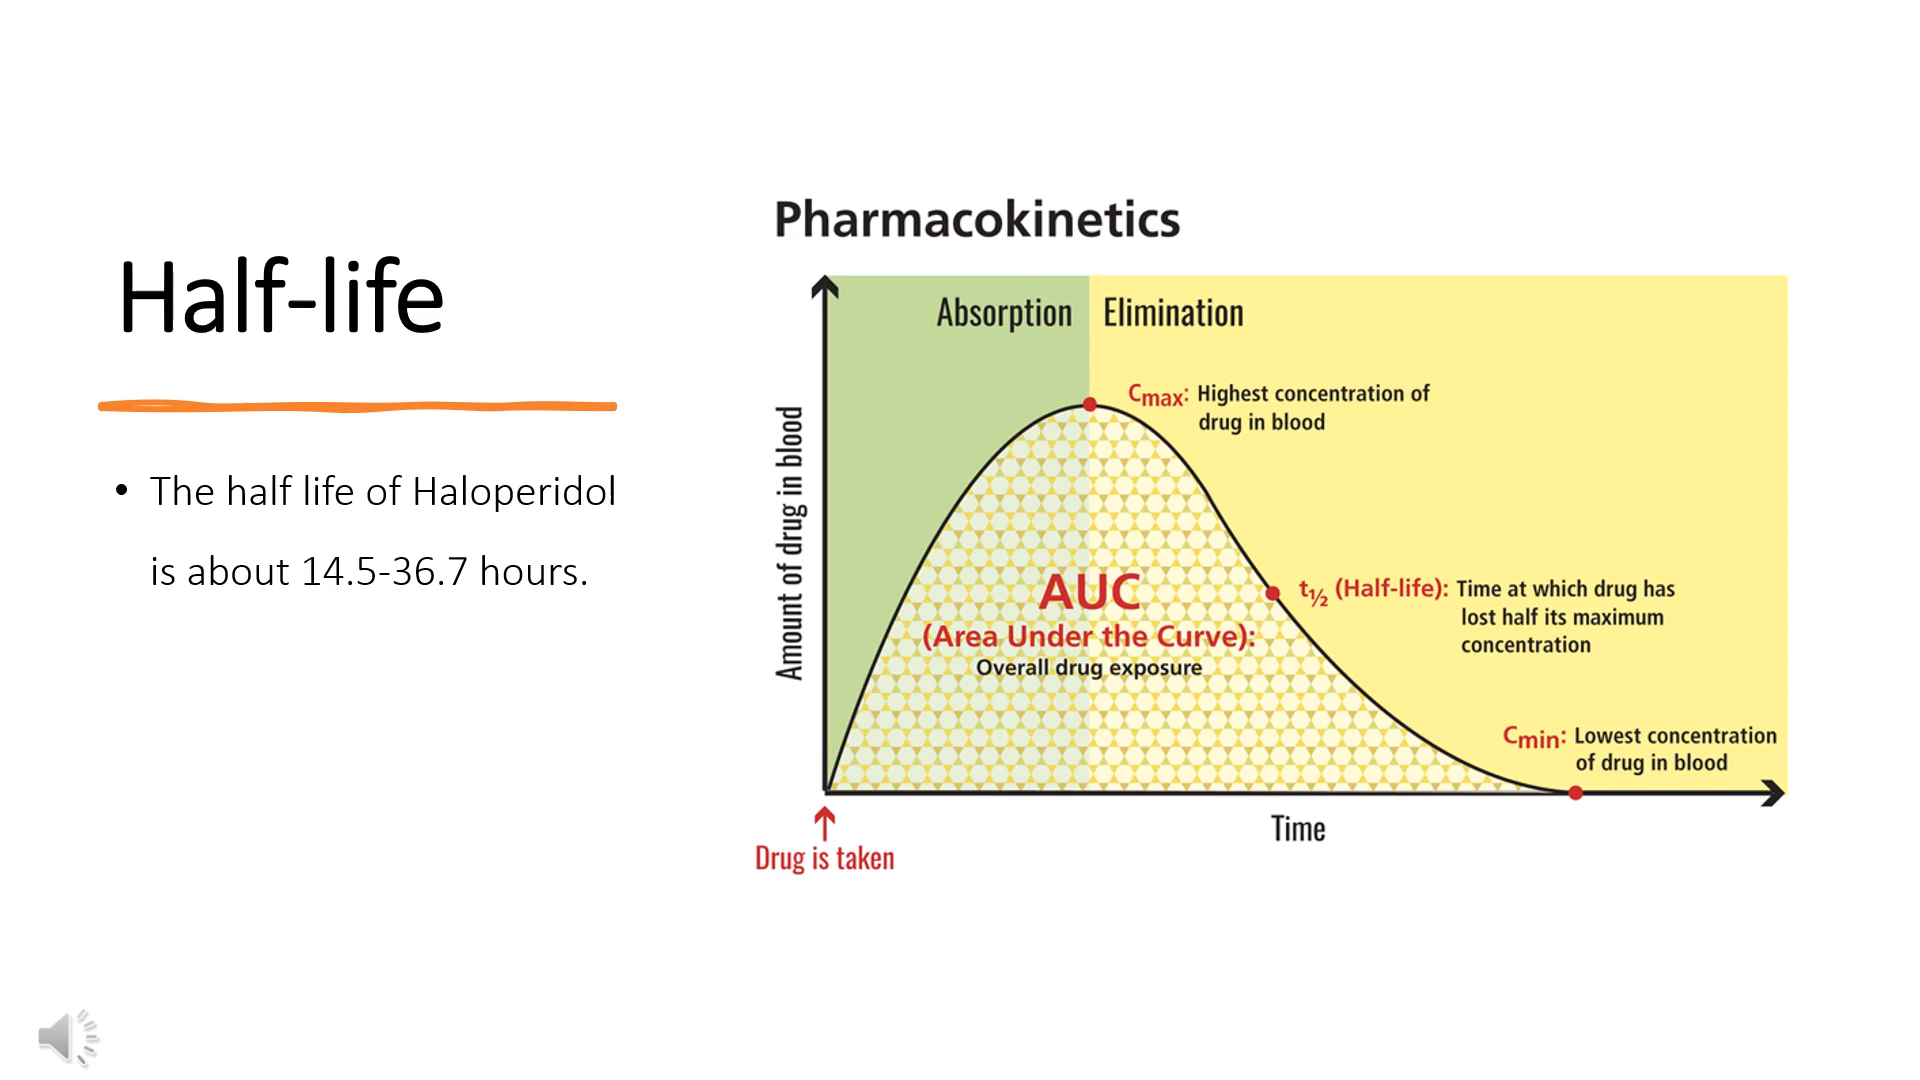 Half-life
• The half life of Haloperidol
is about 14.5-36.7 hours.
Pharmacokinetics
Absorption
Elimination
Cmax: Highest concentration of
drug in blood
Amount of drug in blood
AUC
(Area Under the Curve):
Overall drug exposure
t½ (Half-life): Time at which drug has
lost half its maximum
concentration
Cmin: Lowest concentration
of drug in blood
Time
Drug is taken